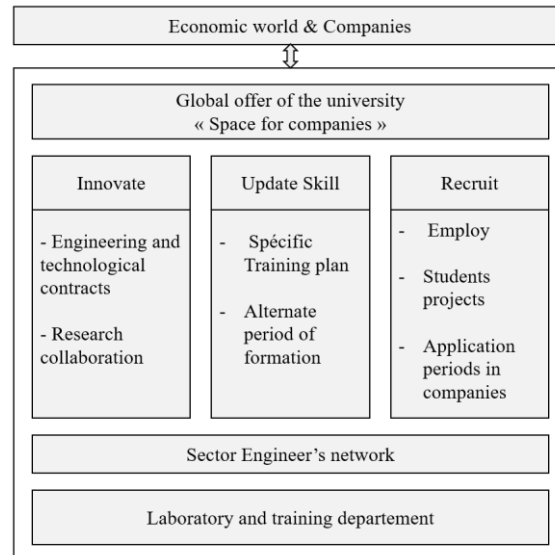 Economic world & Companies
Global offer of the university
« Space for companies »
Innovate
- Engineering and
technological
contracts
- Research
collaboration
Update Skill
- Spécific
Training plan
- Alternate
period of
formation
Recruit
- Employ
- Students
projects
- Application
periods in
companies
Sector Engineer’s network
Laboratory and training departement